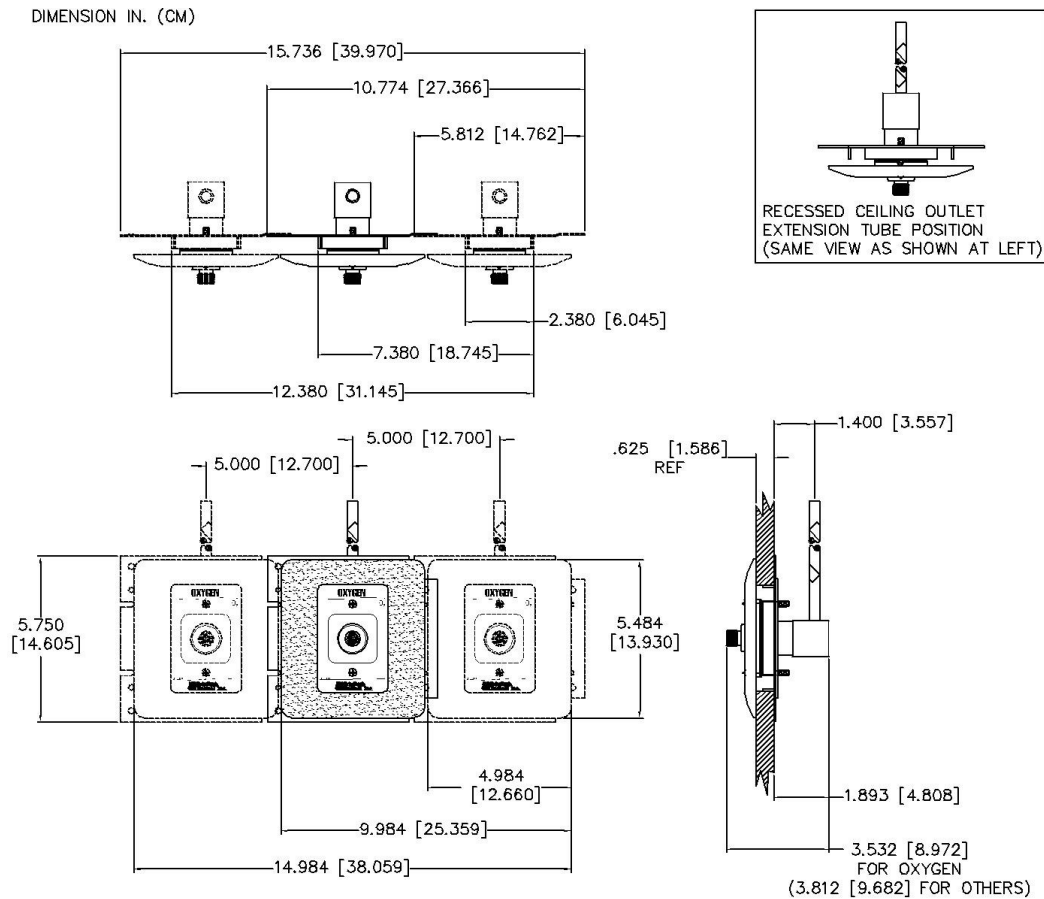 DIMENSION IN. (CM)
15.736 [39.970]
10.774 [27.366]
5.812 [14.762]
2.380 [6.045]
7.380 [18.745]
12.380 [31.145]
RECESSED CEILING OUTLET
EXTENSION TUBE POSITION
(SAME VIEW AS SHOWN AT LEFT)
5.000 [12.700]
5.000 [12.700]
1.400 [3.557]
.625 [1.586]
REF
5.750
[14.605]
OXYGEN
OXYGEN
OXYGEN
5.484
[13.930]
4.984
[12.660]
9.984 [25.359]
14.984 [38.059]
1.893 [4.808]
3.532 [8.972]
FOR OXYGEN
(3.812 [9.682] FOR OTHERS)